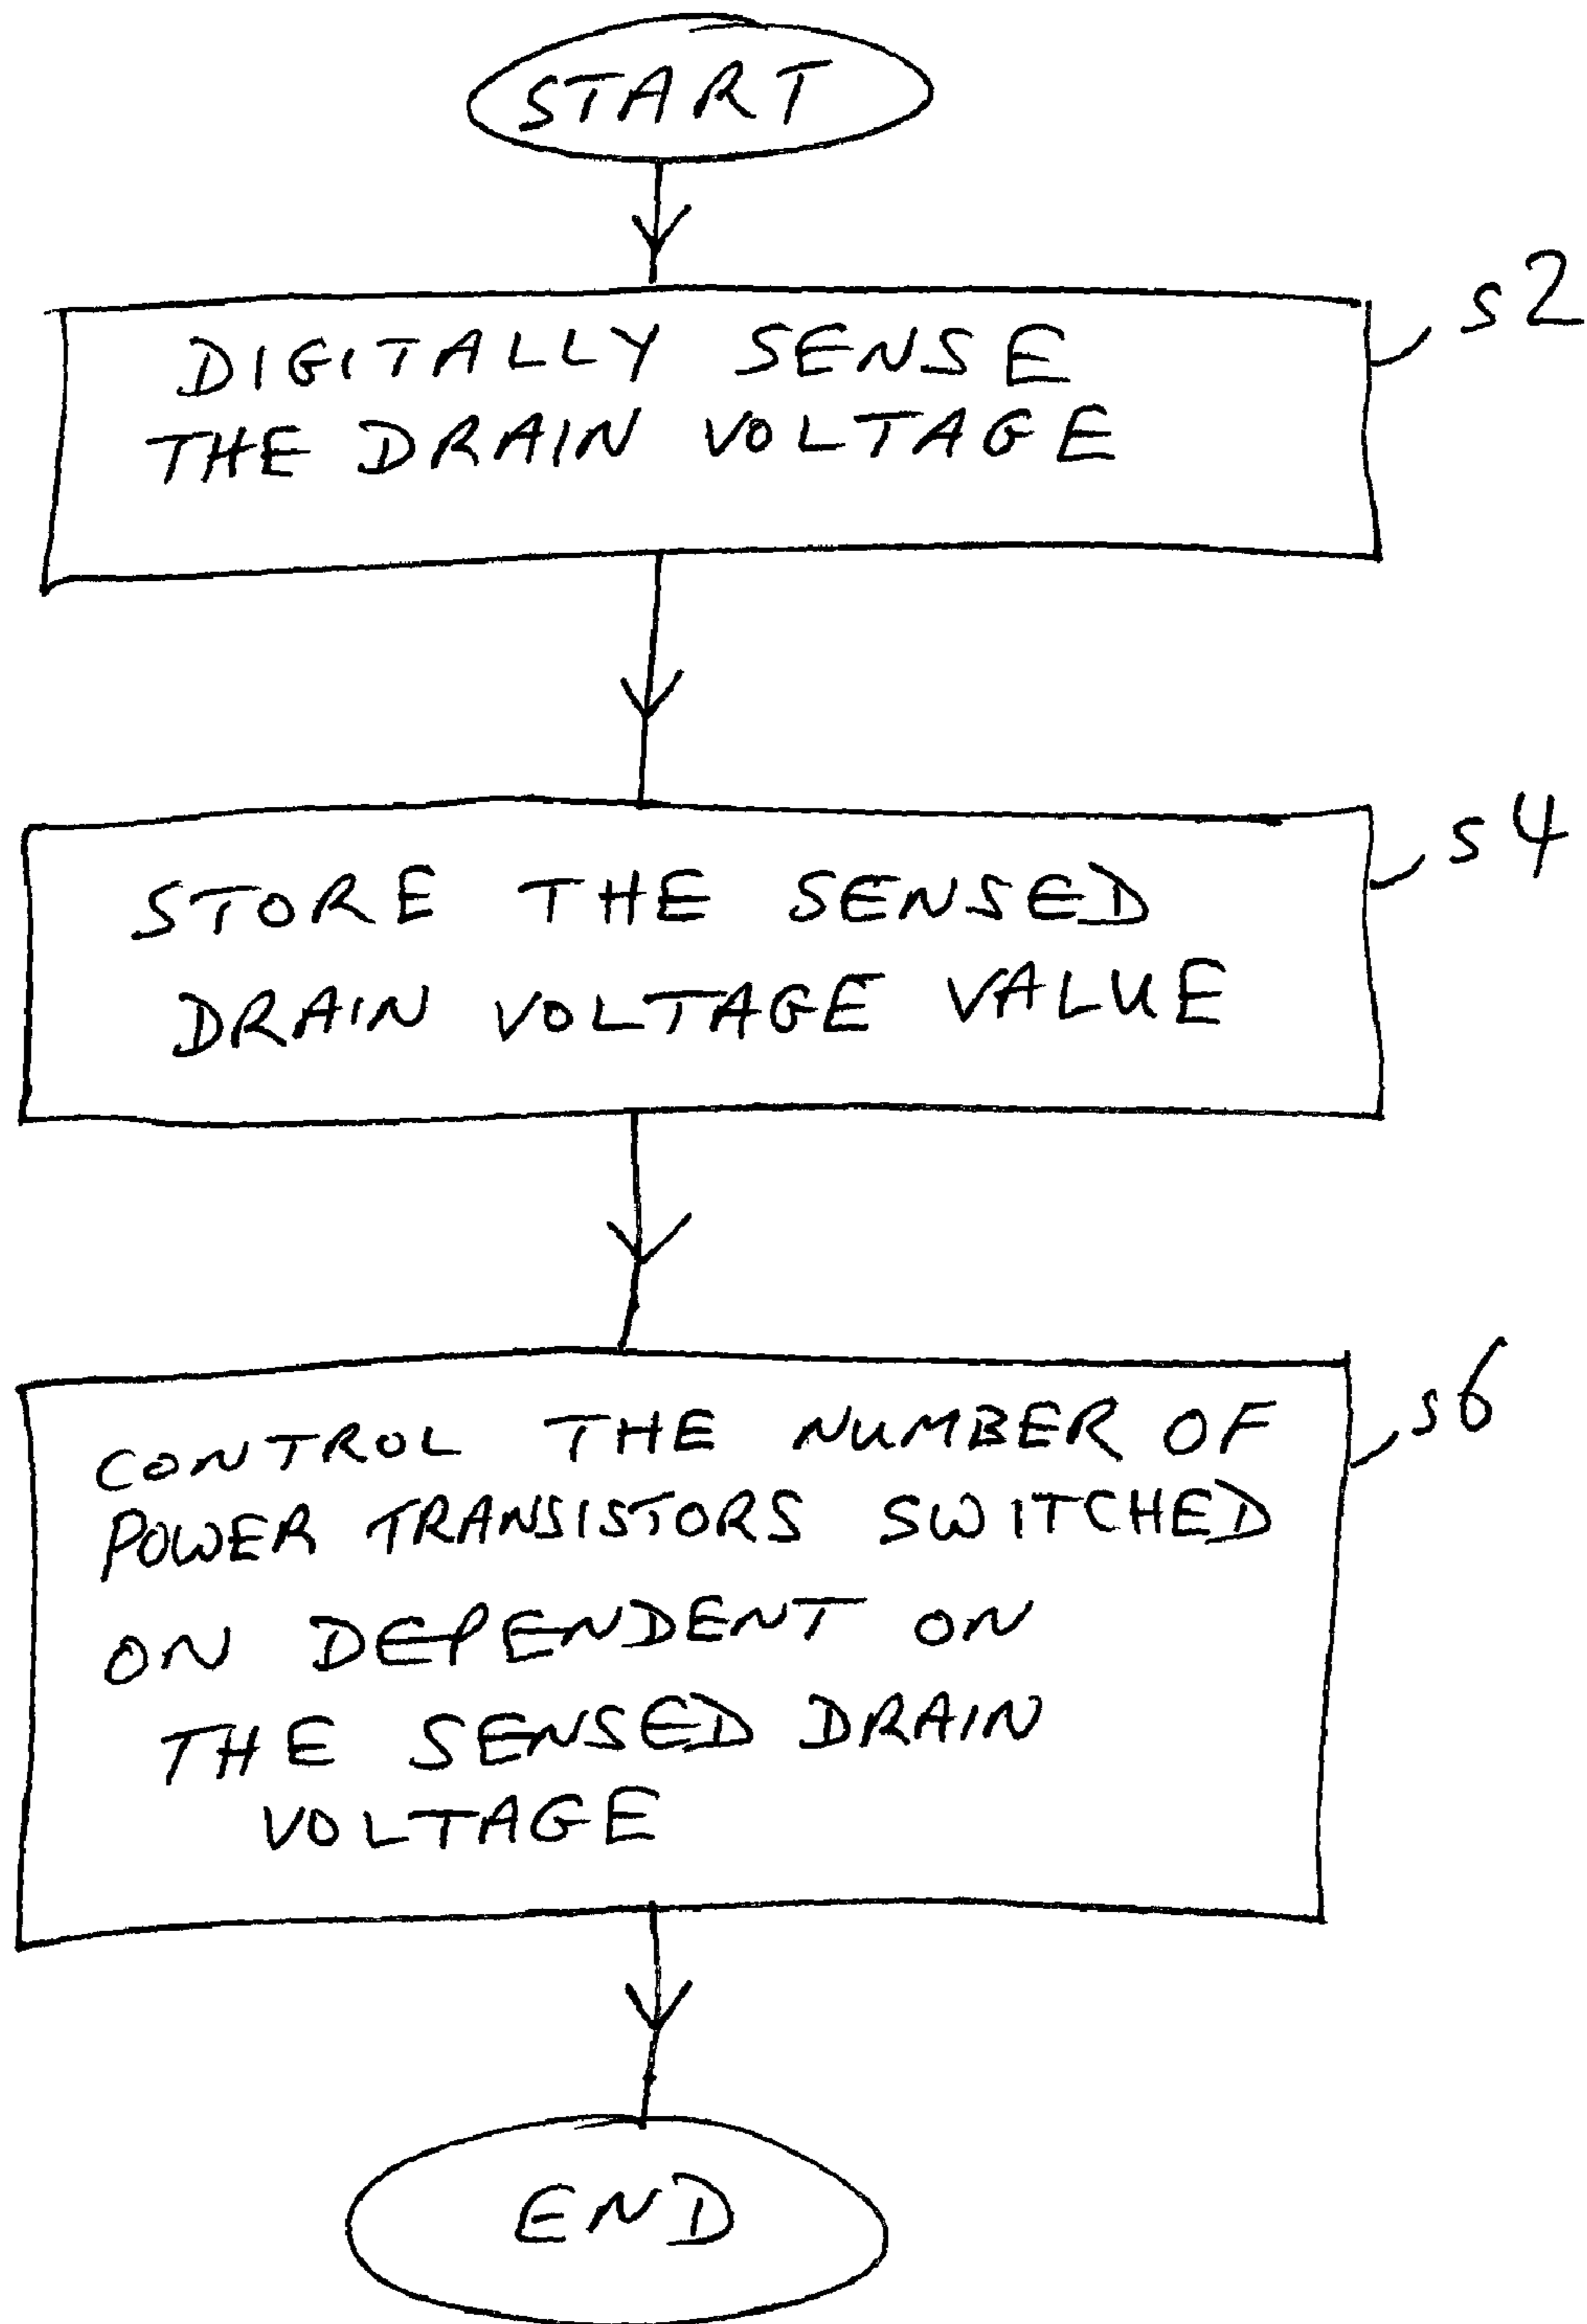 START
s2
DIGITALLY SENSE
THE DRAIN VOLTAGE
s4
STORE THE SENSED
DRAIN VOLTAGE VALUE
s6
CONTROL THE NUMBER OF
POWER TRANSISTORS SWITCHED
ON DEPENDENT ON
THE SENSED DRAIN
VOLTAGE
END